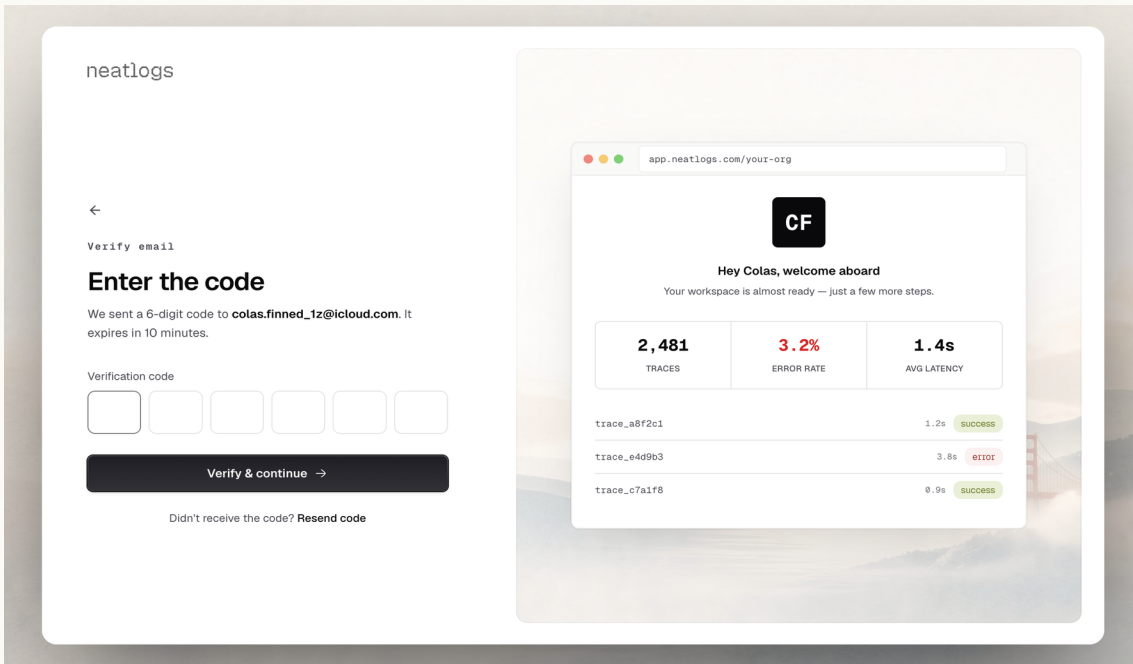 neatlogs
←
Verify email
Enter the code
We sent a 6-digit code to colas.finned_1z@icloud.com. It
expires in 10 minutes.
Verification code
Verify & continue →
Didn't receive the code? Resend code
app.neatlogs.com/your-org
CF
Hey Colas, welcome aboard
Your workspace is almost ready — just a few more steps.
2,481 3.2% 1.4s
TRACES ERROR RATE AVG LATENCY
trace_a8f2c1 1.2s success
trace_e4d9b3 3.8s error
trace_c7a1f8 0.9s success